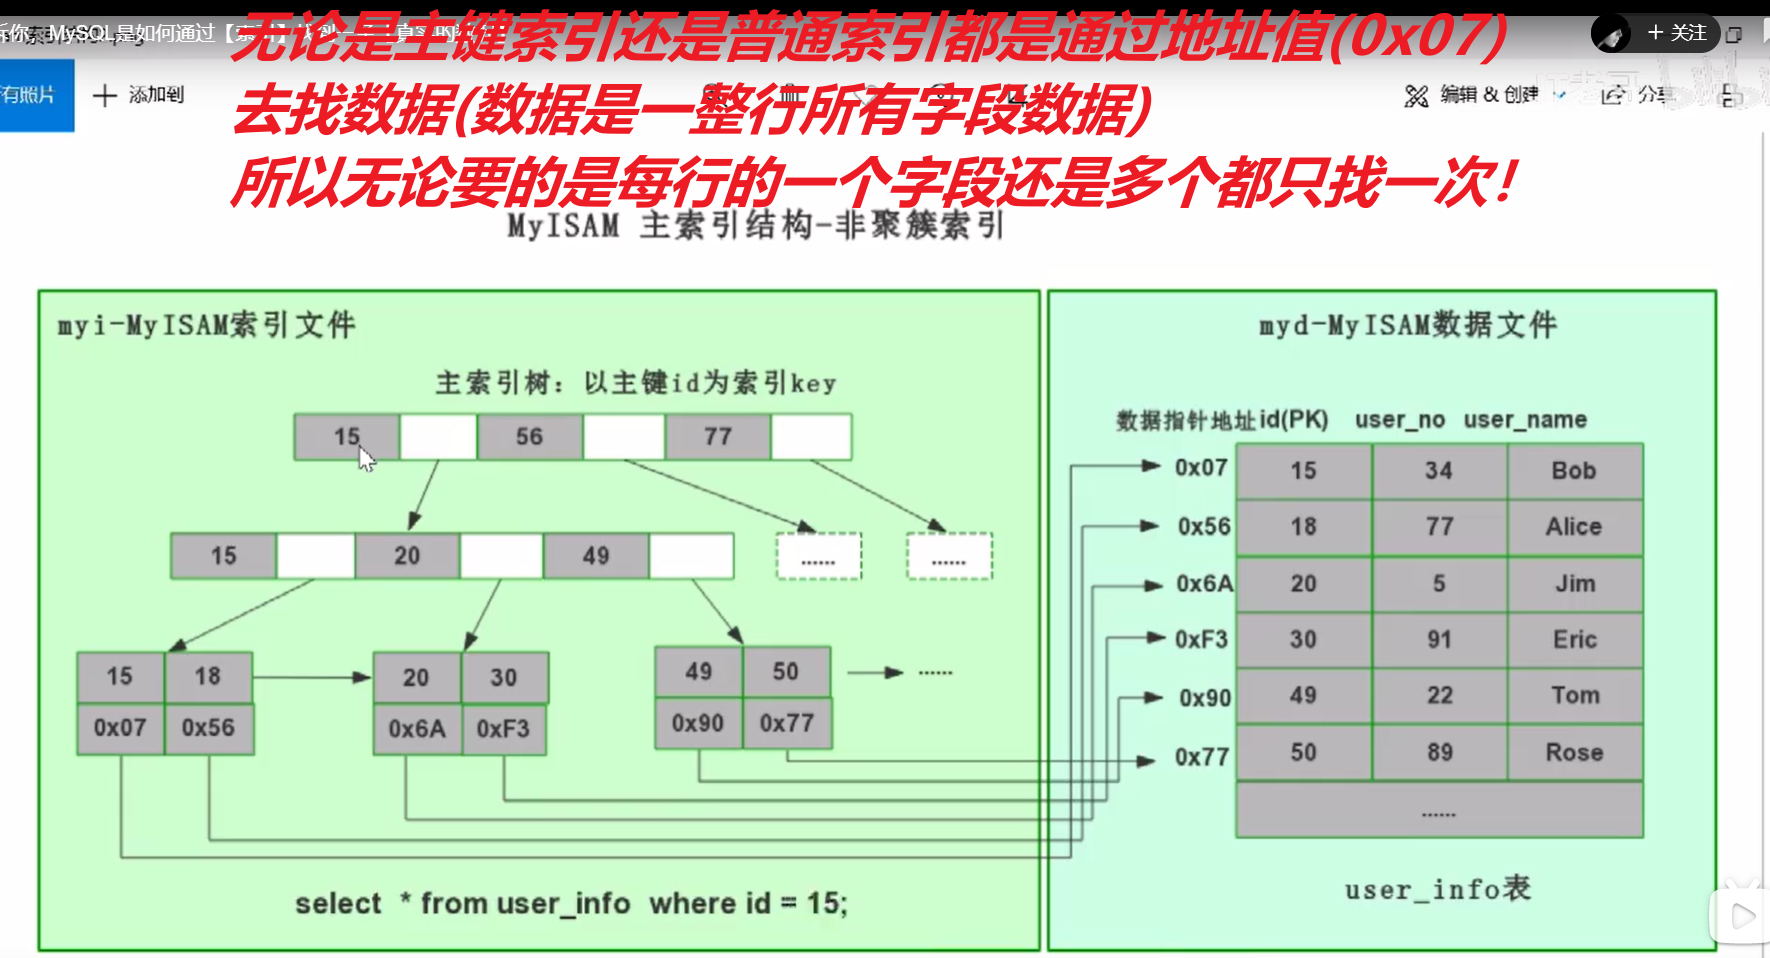 无论是主键索引还是普通索引都是通过地址值(0x07)
去找数据(数据是一整行所有字段数据)
所以无论要的是每行的一个字段还是多个都只找一次!
诉你，MySQL是如何通过【索引】
+ 关注
有照片
添加到
编辑 & 创建
分享
MyISAM 主索引结构-非聚簇索引
myi-MyISAM索引文件
主索引树：以主键id为索引key
15 56 77
15 20 49 ...... ......
15 18 20 30 49 50 ......
0x07 0x56 0x6A 0xF3 0x90 0x77
select * from user_info where id = 15;
myd-MyISAM数据文件
数据指针地址 id(PK) user_no user_name
0x07 15 34 Bob
0x56 18 77 Alice
0x6A 20 5 Jim
0xF3 30 91 Eric
0x90 49 22 Tom
0x77 50 89 Rose
......
user_info表